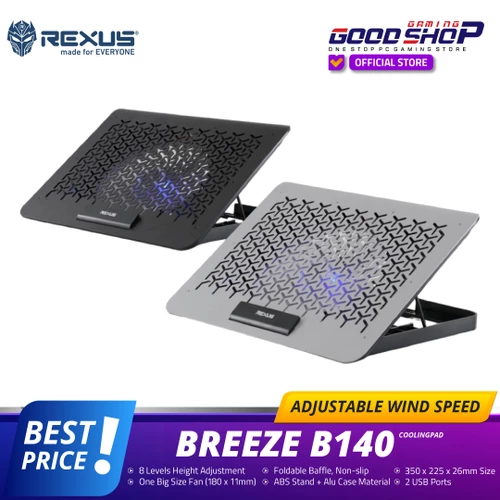 REXUS®
made for EVERYONE
GAMING
GOODSHOP
ONE STOP PC GAMING STORE
OFFICIAL STORE
REXUS
REXUS
ADJUSTABLE WIND SPEED
BEST
PRICE!
BREEZE B140 COOLINGPAD
8 Levels Height Adjustment
Foldable Baffle, Non-slip
350 x 225 x 26mm Size
One Big Size Fan (180 x 11mm)
ABS Stand + Alu Case Material
2 USB Ports